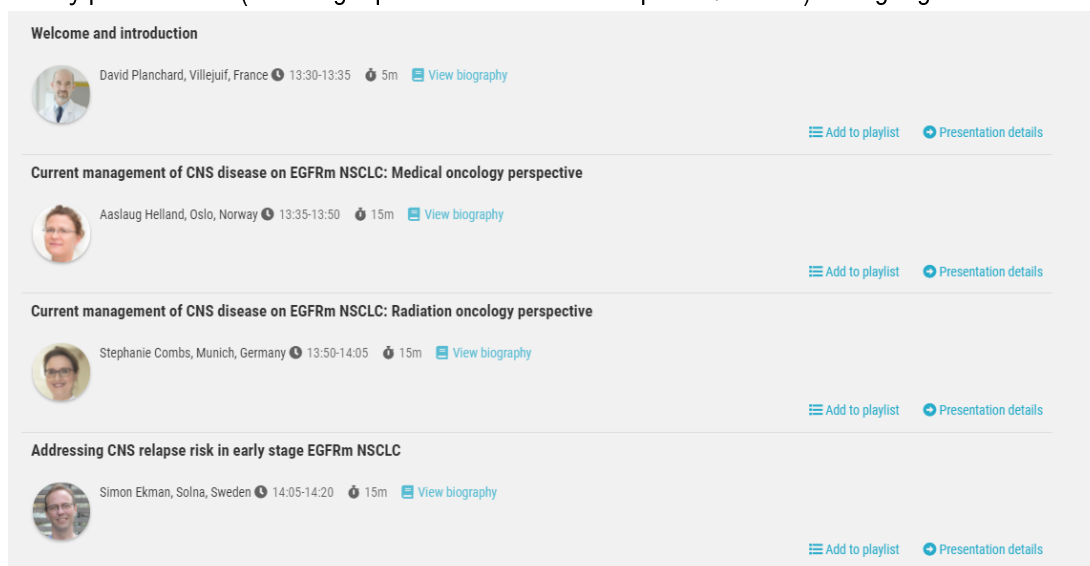 Welcome and introduction
David Planchard, Villejuif, France 13:30-13:35 5m View biography
Add to playlist Presentation details
Current management of CNS disease on EGFRm NSCLC: Medical oncology perspective
Aaslaug Helland, Oslo, Norway 13:35-13:50 15m View biography
Add to playlist Presentation details
Current management of CNS disease on EGFRm NSCLC: Radiation oncology perspective
Stephanie Combs, Munich, Germany 13:50-14:05 15m View biography
Add to playlist Presentation details
Addressing CNS relapse risk in early stage EGFRm NSCLC
Simon Ekman, Solna, Sweden 14:05-14:20 15m View biography
Add to playlist Presentation details